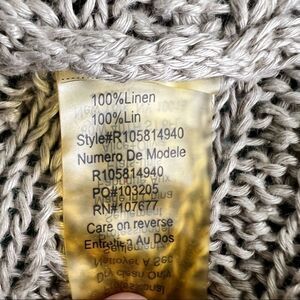 100%Linen
100%Lin
Style#R105814940
Numero De Modele
R105814940
PO#103205
RN#107677
Care on reverse
Au Dos